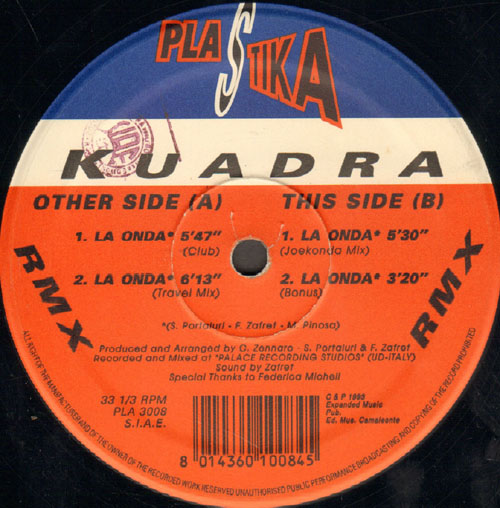 PLASTIKA
KUADRA
OTHER SIDE (A)
1. LA ONDA* 5'47"
(Club)
2. LA ONDA* 6'13"
(Travel Mix)
THIS SIDE (B)
1. LA ONDA* 5'30"
(Joekonda Mix)
2. LA ONDA* 3'20"
(Bonus)
RMX
RMX
*(S. Portaluri - F. Zafret - M. Pinosa)
Produced and Arranged by G. Zannaro - S. Portaluri & F. Zafret
Recorded and Mixed at "PALACE RECORDING STUDIOS" (UD-ITALY)
Sound by Zafret
Special Thanks to Federica Micheli
33 1/3 RPM
PLA 3008
S.I.A.E.
C & P 1993
Expanded Music
Pub.
Ed. Mus. Camaleonte
8 014360 100845
ALL RIGHT OF THE MANUFACTURER AND OF THE OWNER OF THE RECORDED WORK RESERVED UNAUTHORISED PUBLIC PERFORMANCE BROADCASTING AND COPYING OF THE RECORD PROHIBITED